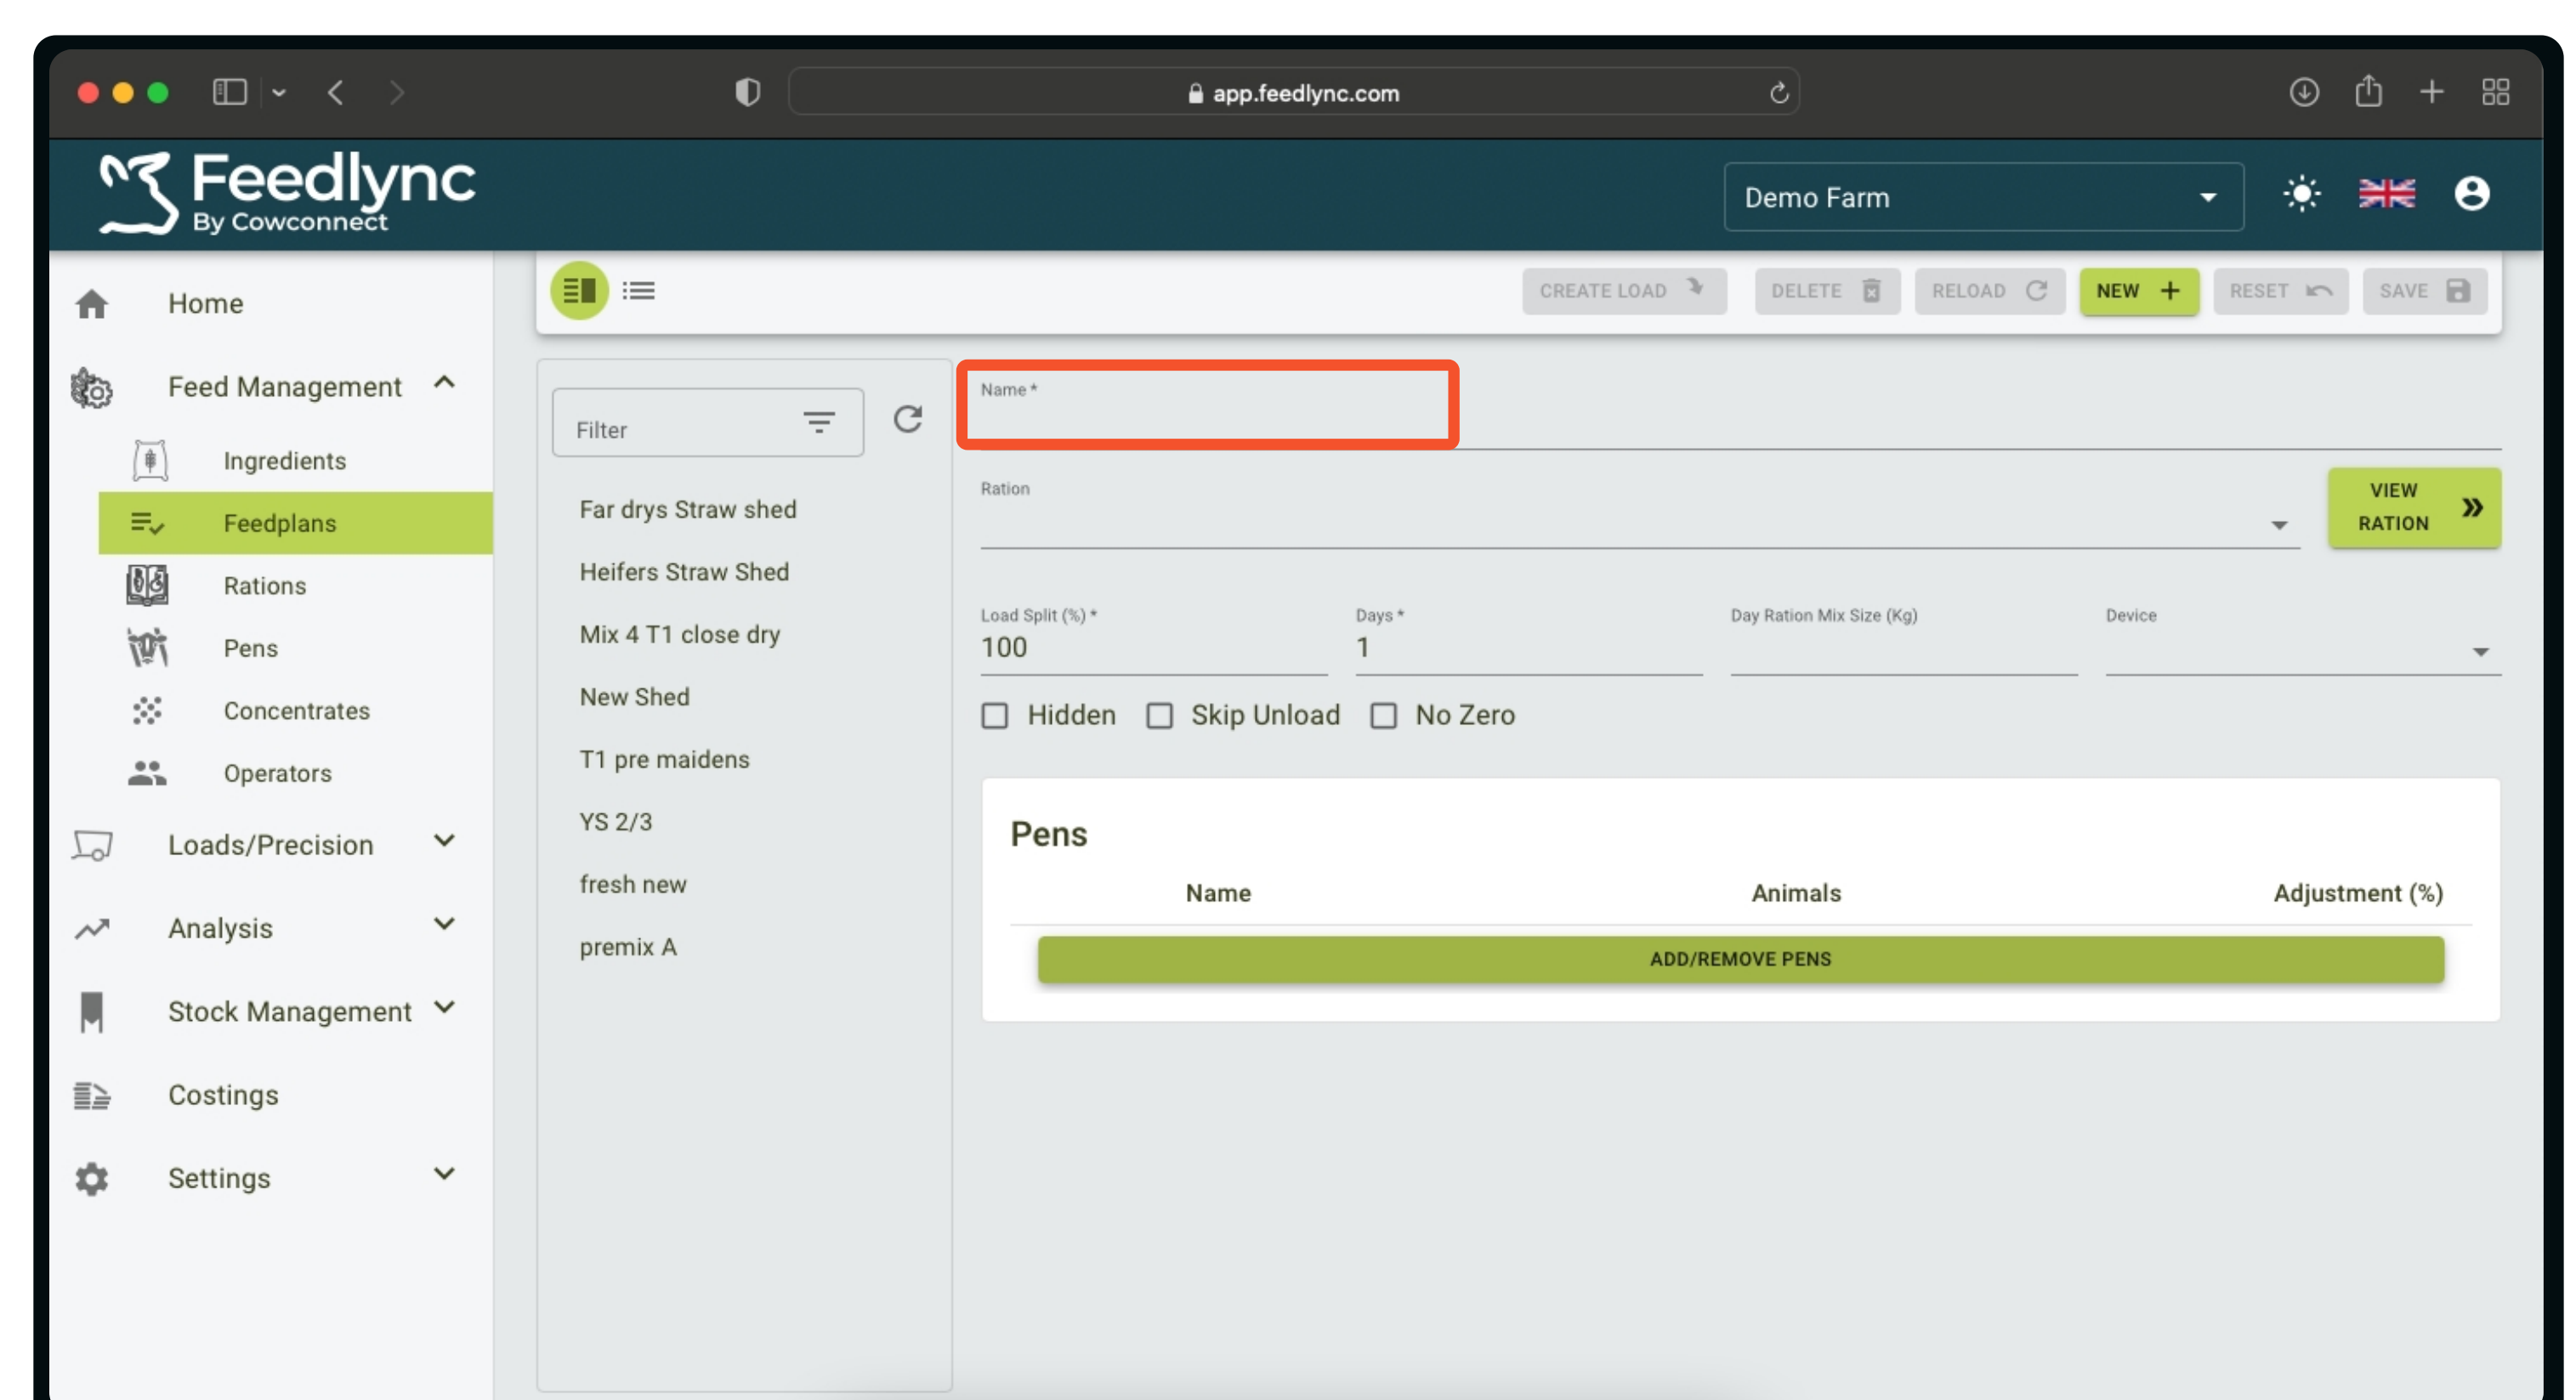 app.feedlync.com
Feedlync
By Cowconnect
Demo Farm
Home
Feed Management
Ingredients
Feedplans
Rations
Pens
Concentrates
Operators
Loads/Precision
Analysis
Stock Management
Costings
Settings
CREATE LOAD
DELETE
RELOAD
NEW
RESET
SAVE
Filter
Far drys Straw shed
Heifers Straw Shed
Mix 4 T1 close dry
New Shed
T1 pre maidens
YS 2/3
fresh new
premix A
Name *
Ration
VIEW
RATION
Load Split (%) * Days * Day Ration Mix Size (Kg) Device
100 1
Hidden Skip Unload No Zero
Pens
Name Animals Adjustment (%)
ADD/REMOVE PENS